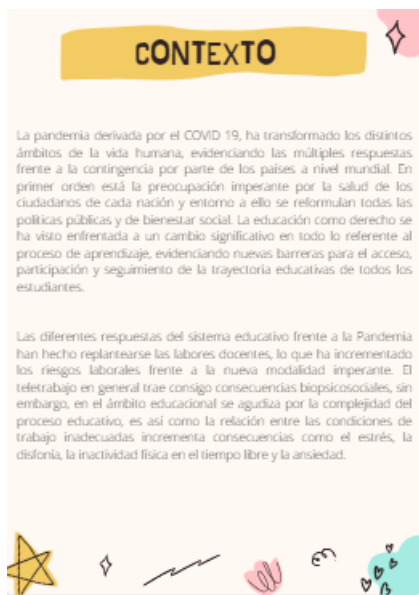 CONTEXTO
La pandemia derivada por el COVID 19, ha transformado los distintos
ámbitos de la vida humana, evidenciando las múltiples respuestas
frente a la contingencia por parte de los países a nivel mundial. En
primer orden está la preocupación imperante por la salud de los
ciudadanos de cada nación y entorno a ello se reformulan todas las
políticas públicas y de bienestar social. La educación como derecho se
ha visto enfrentada a un cambio significativo en todo lo referente al
proceso de aprendizaje, evidenciando nuevas barreras para el acceso,
participación y seguimiento de la trayectoria educativas de todos los
estudiantes.
Las diferentes respuestas del sistema educativo frente a la Pandemia
han hecho replantearse las labores docentes, lo que ha incrementado
los riesgos laborales frente a la nueva modalidad imperante. El
teletrabajo en general trae consigo consecuencias biopsicosociales, sin
embargo, en el ámbito educacional se agudiza por la complejidad del
proceso educativo, es así como la relación entre las condiciones de
trabajo inadecuadas incrementa consecuencias como el estrés, la
disfonía, la inactividad física en el tiempo libre y la ansiedad.